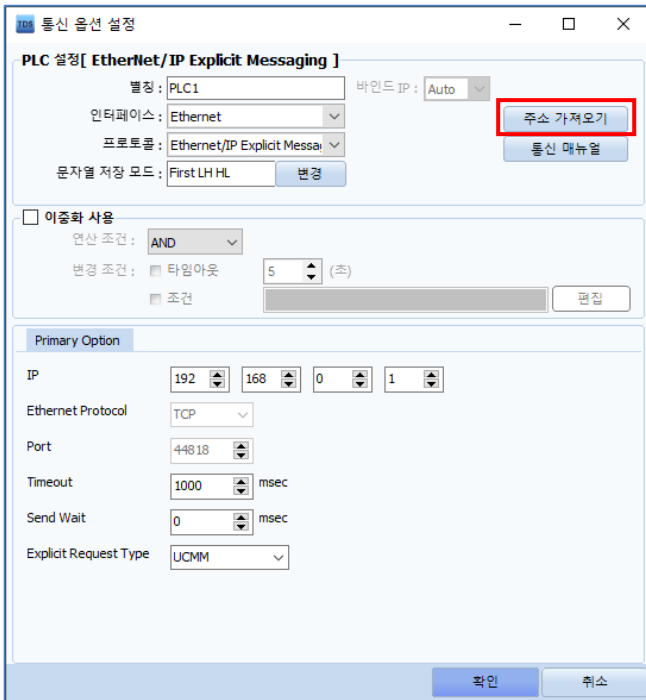 TDS 통신 옵션 설정
PLC 설정[ EtherNet/IP Explicit Messaging ]
별칭 : PLC1 바인드 IP : Auto
인터페이스 : Ethernet 주소 가져오기
프로토콜 : Ethernet/IP Explicit Messa 통신 매뉴얼
문자열 저장 모드 : First LH HL 변경
이중화 사용
연산 조건 : AND
변경 조건 : 타임아웃 5 (초)
조건 편집
Primary Option
IP 192 168 0 1
Ethernet Protocol TCP
Port 44818
Timeout 1000 msec
Send Wait 0 msec
Explicit Request Type UCMM
확인 취소